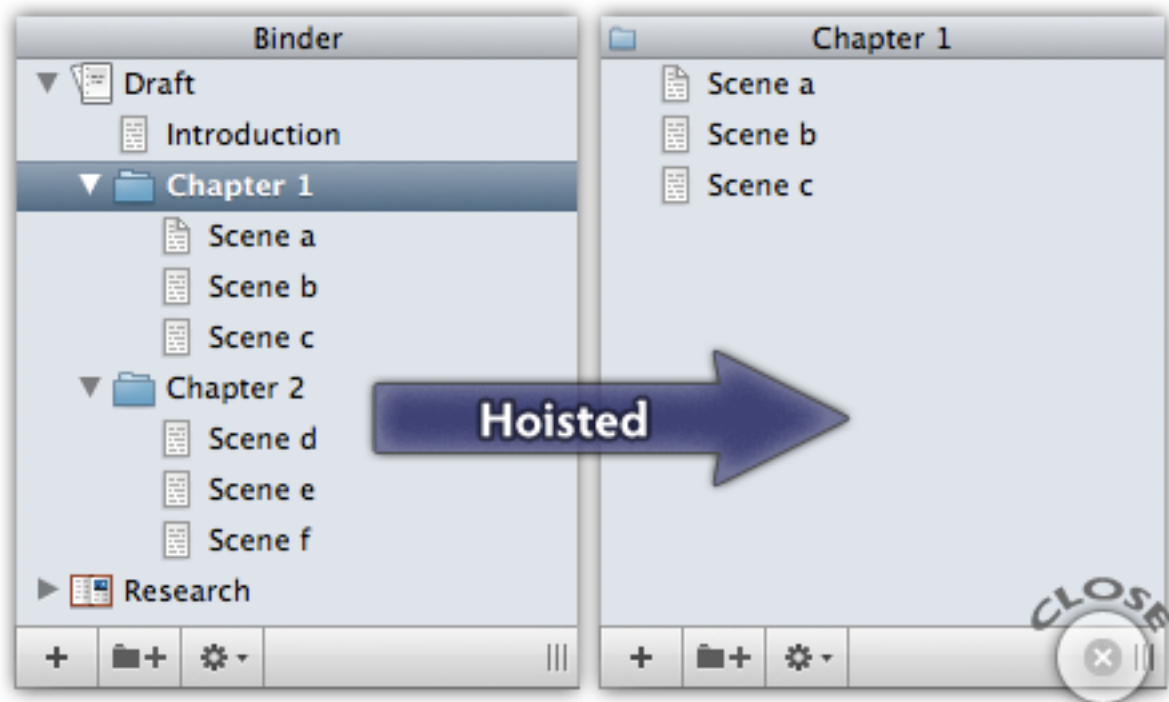 Binder
Draft
Introduction
Chapter 1
Scene a
Scene b
Scene c
Chapter 2
Scene d
Scene e
Scene f
Research
Hoisted
Chapter 1
Scene a
Scene b
Scene c
CLOSE